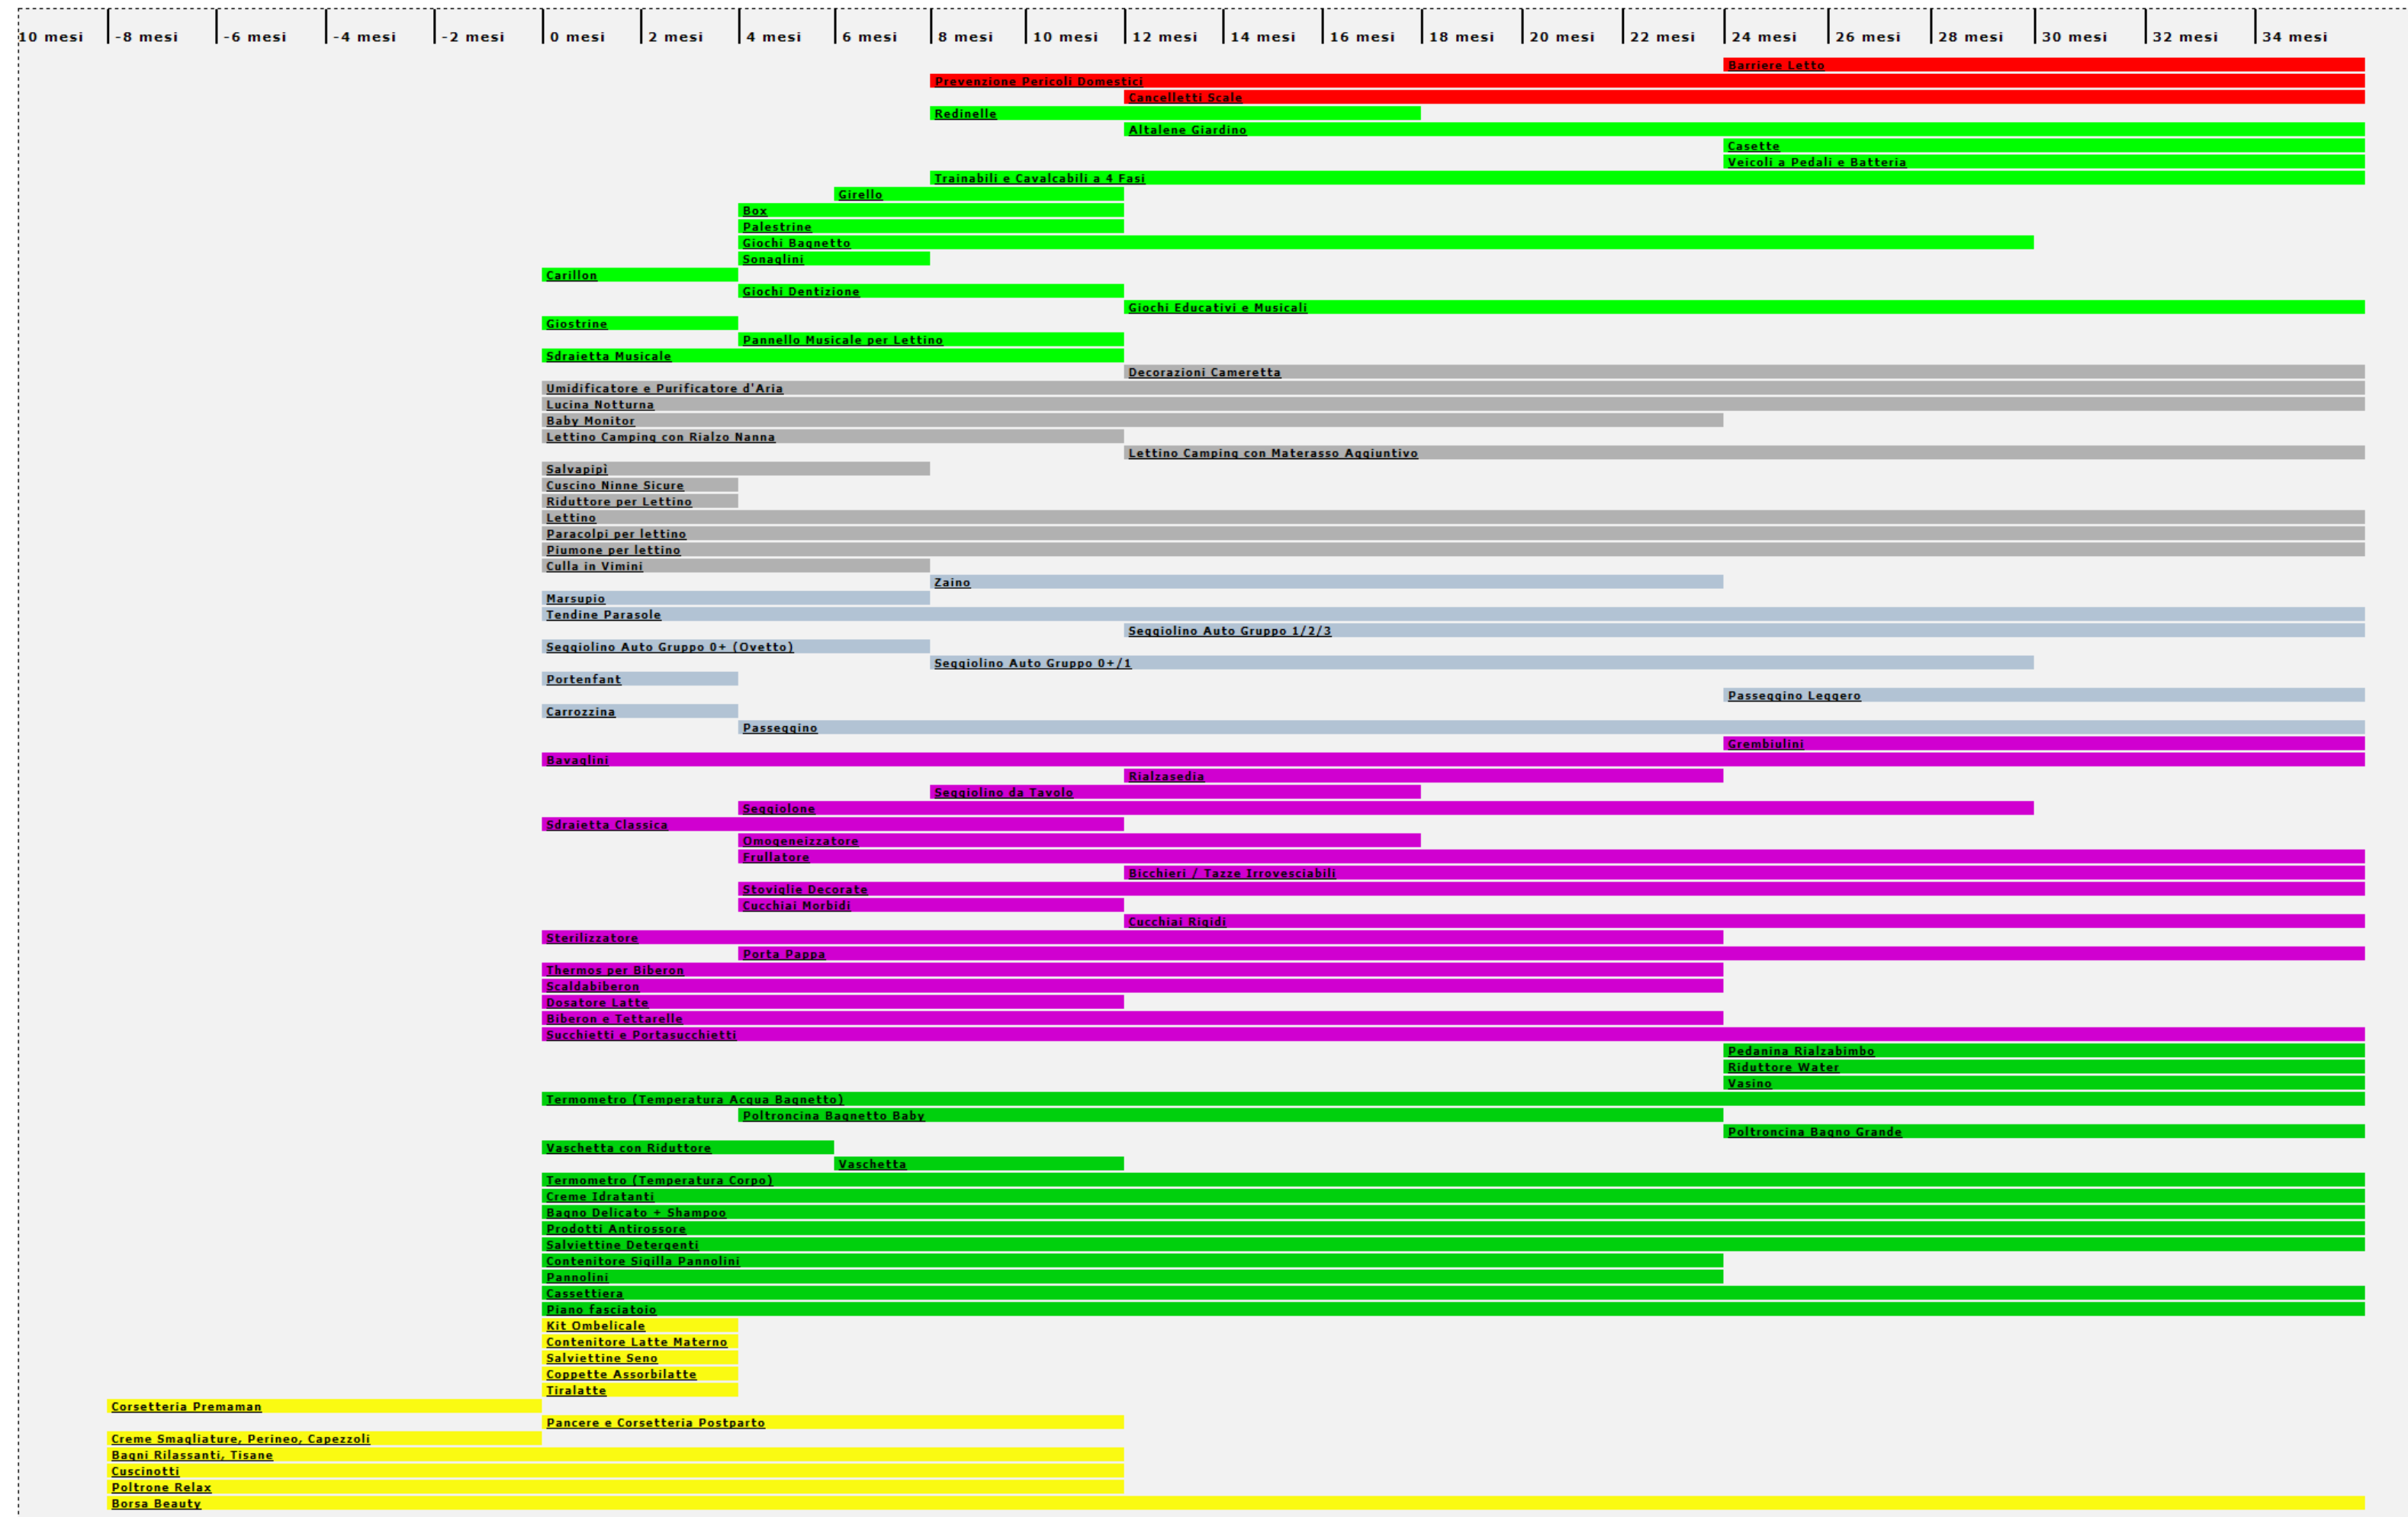 10 mesi -8 mesi -6 mesi -4 mesi -2 mesi 0 mesi 2 mesi 4 mesi 6 mesi 8 mesi 10 mesi 12 mesi 14 mesi 16 mesi 18 mesi 20 mesi 22 mesi 24 mesi 26 mesi 28 mesi 30 mesi 32 mesi 34 mesi
Barriere Letto
Prevenzione Pericoli Domestici
Cancelletti Scale
Redinelle
Altalene Giardino
Casette
Veicoli a Pedali e Batteria
Trainabili e Cavalcabili a 4 Fasi
Girello
Box
Palestrine
Giochi Bagnetto
Sonaglini
Carillon
Giochi Dentizione
Giochi Educativi e Musicali
Giostrine
Pannello Musicale per Lettino
Sdraietta Musicale
Decorazioni Cameretta
Umidificatore e Purificatore d'Aria
Lucina Notturna
Baby Monitor
Lettino Camping con Rialzo Nanna
Lettino Camping con Materasso Aggiuntivo
Salvapipì
Cuscino Ninne Sicure
Riduttore per Lettino
Lettino
Paracolpi per lettino
Piumone per lettino
Culla in Vimini
Zaino
Marsupio
Tendine Parasole
Seggiolino Auto Gruppo 1/2/3
Seggiolino Auto Gruppo 0+ (Ovetto)
Seggiolino Auto Gruppo 0+/1
Portenfant
Passeggino Leggero
Carrozzina
Passeggino
Grembiulini
Bavaglini
Rialzasedia
Seggiolino da Tavolo
Seggiolone
Sdraietta Classica
Omogeneizzatore
Frullatore
Bicchieri / Tazze Irrovesciabili
Stoviglie Decorate
Cucchiai Morbidi
Cucchiai Rigidi
Sterilizzatore
Porta Pappa
Thermos per Biberon
Scaldabiberon
Dosatore Latte
Biberon e Tettarelle
Succhietti e Portasucchietti
Pedanina Rialzabimbo
Riduttore Water
Vasino
Termometro (Temperatura Acqua Bagnetto)
Poltroncina Bagnetto Baby
Poltroncina Bagno Grande
Vaschetta con Riduttore
Vaschetta
Termometro (Temperatura Corpo)
Creme Idratanti
Bagno Delicato + Shampoo
Prodotti Antirossore
Salviettine Detergenti
Contenitore Sigilla Pannolini
Pannolini
Cassettiera
Piano fasciatoio
Kit Ombelicale
Contenitore Latte Materno
Salviettine Seno
Coppette Assorbilatte
Tiralatte
Corsetteria Premaman
Pancere e Corsetteria Postparto
Creme Smagliature, Perineo, Capezzoli
Bagni Rilassanti, Tisane
Cuscinotti
Poltrone Relax
Borsa Beauty